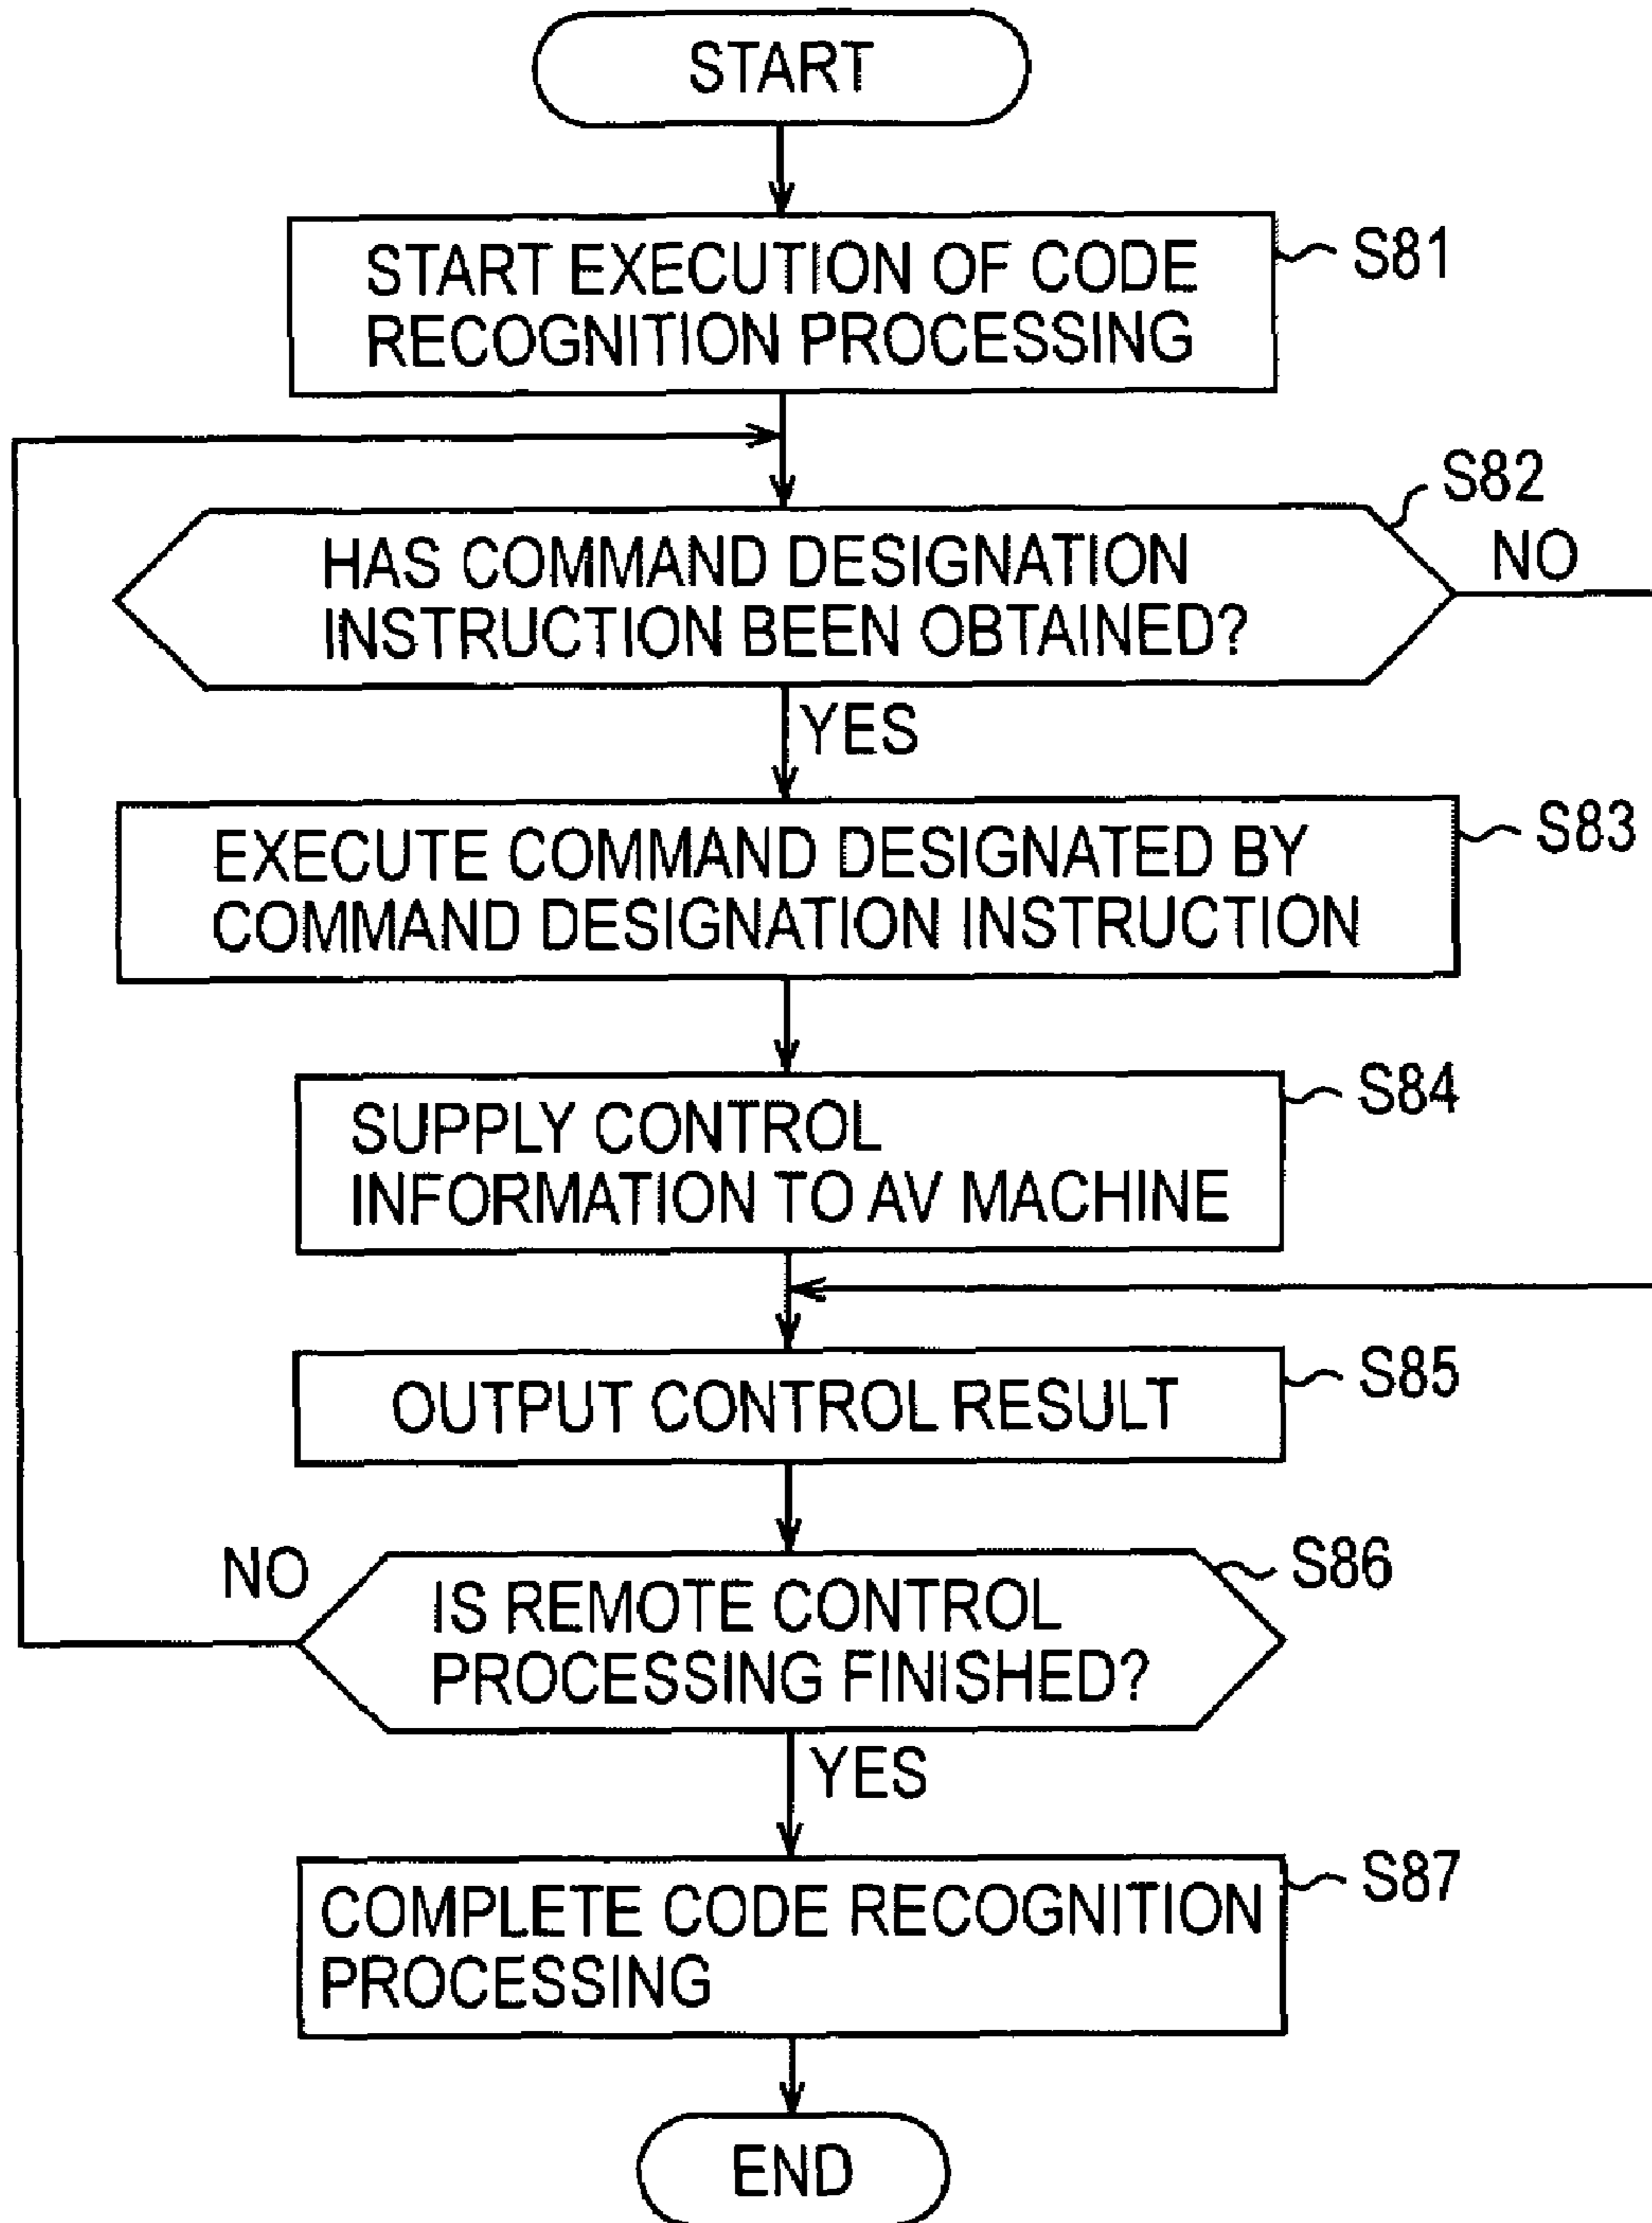 START
START EXECUTION OF CODE
RECOGNITION PROCESSING
S81
HAS COMMAND DESIGNATION
INSTRUCTION BEEN OBTAINED?
S82
NO
YES
EXECUTE COMMAND DESIGNATED BY
COMMAND DESIGNATION INSTRUCTION
S83
SUPPLY CONTROL
INFORMATION TO AV MACHINE
S84
OUTPUT CONTROL RESULT
S85
IS REMOTE CONTROL
PROCESSING FINISHED?
S86
NO
YES
COMPLETE CODE RECOGNITION
PROCESSING
S87
END